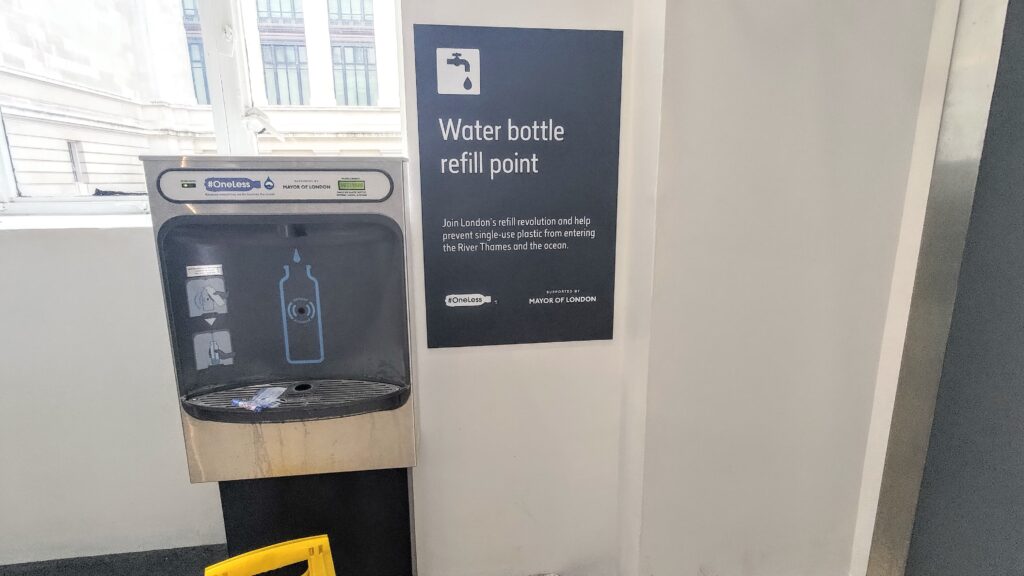 #OneLess
SUPPORTED BY
MAYOR OF LONDON
Water bottle
refill point
Join London's refill revolution and help
prevent single-use plastic from entering
the River Thames and the ocean.
#OneLess
SUPPORTED BY
MAYOR OF LONDON